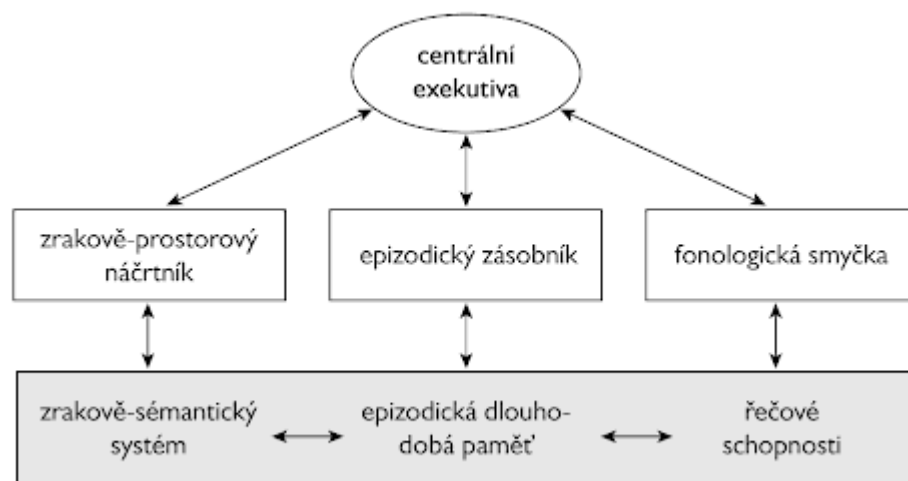 centrální
exekutiva
zrakově-prostorový
náčrtník
epizodický zásobník
fonologická smyčka
zrakově-sémantický
systém
epizodická dlouho-
dobá paměť
řečové
schopnosti